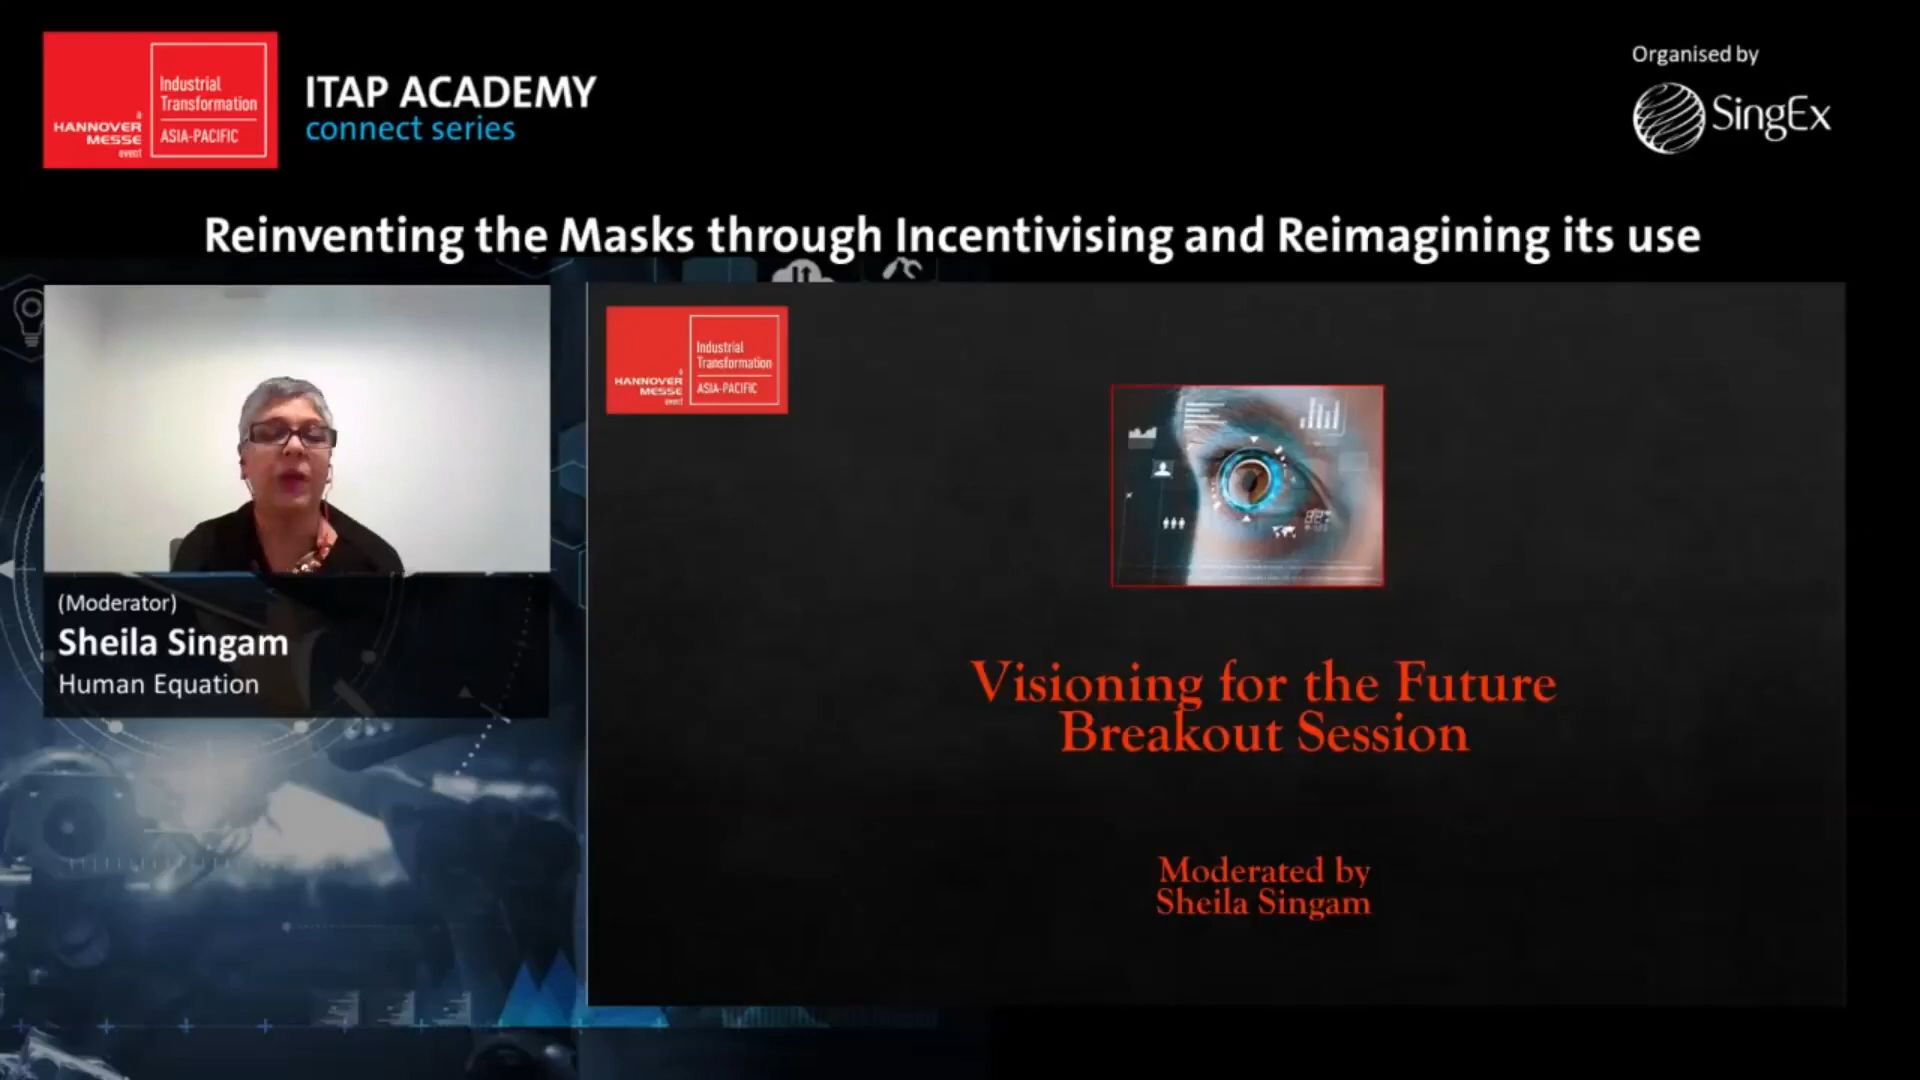 Industrial
Transformation
ASIA-PACIFIC
a
HANNOVER
MESSE
event
ITAP ACADEMY
connect series
Organised by
SingEx
Reinventing the Masks through Incentivising and Reimagining its use
Industrial
Transformation
ASIA-PACIFIC
a
HANNOVER
MESSE
event
(Moderator)
Sheila Singam
Human Equation
Visioning for the Future
Breakout Session
Moderated by
Sheila Singam